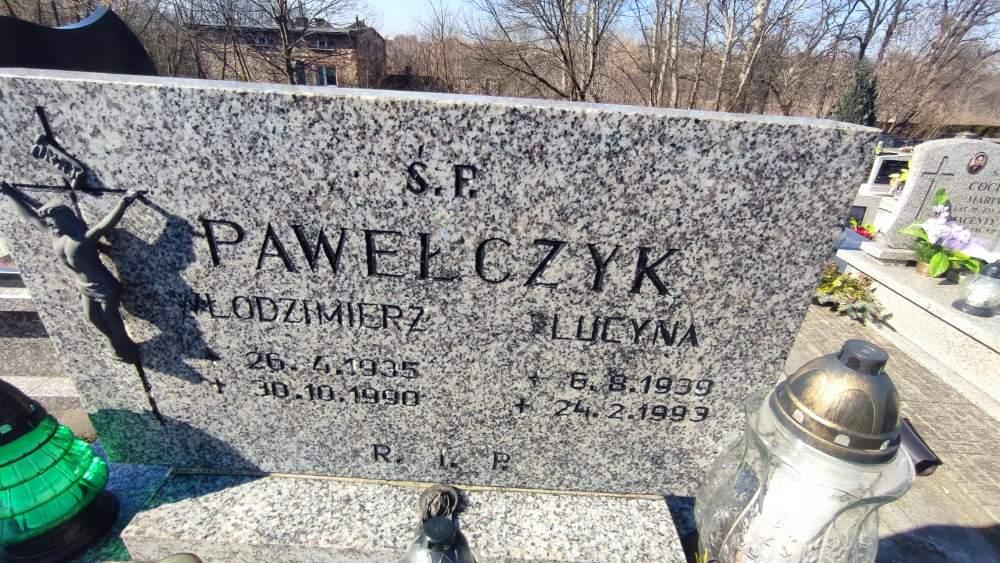 Ś. P.
PAWEŁCZYK
WŁODZIMIERZ
26. 4. 1935
✝ 30.10.1990
LUCYNA
6. 8. 1939
✝ 24. 2. 1993
R. I. P.